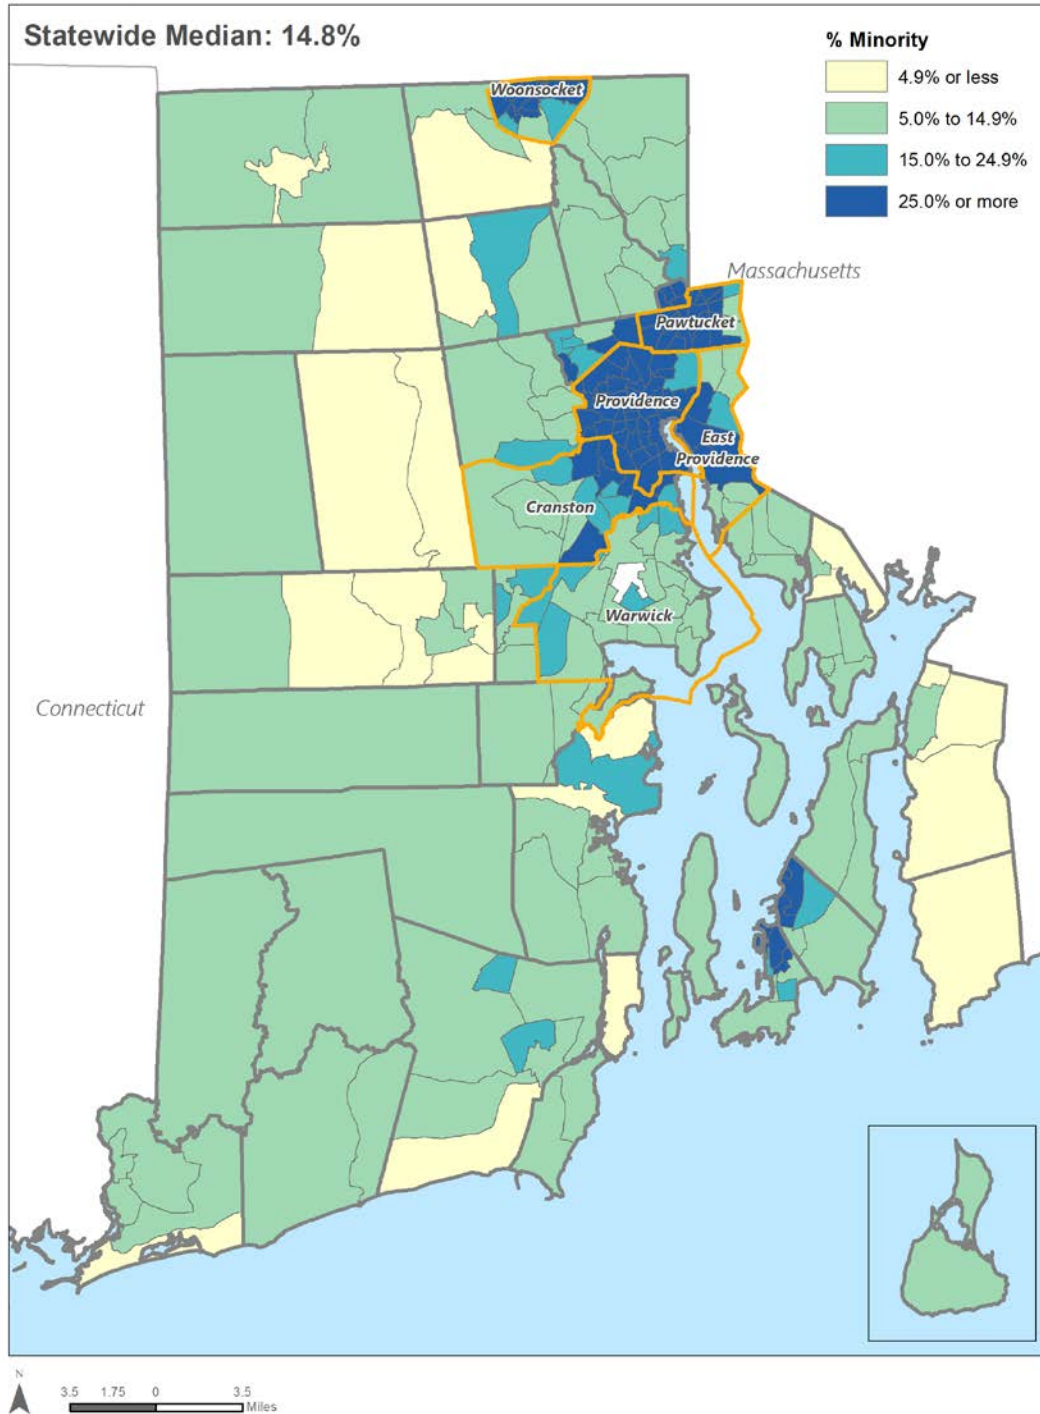 Statewide Median: 14.8%
% Minority
4.9% or less
5.0% to 14.9%
15.0% to 24.9%
25.0% or more
Woonsocket
Massachusetts
Pawtucket
Providence
East
Providence
Cranston
Warwick
Connecticut
N
3.5 1.75 0 3.5
Miles